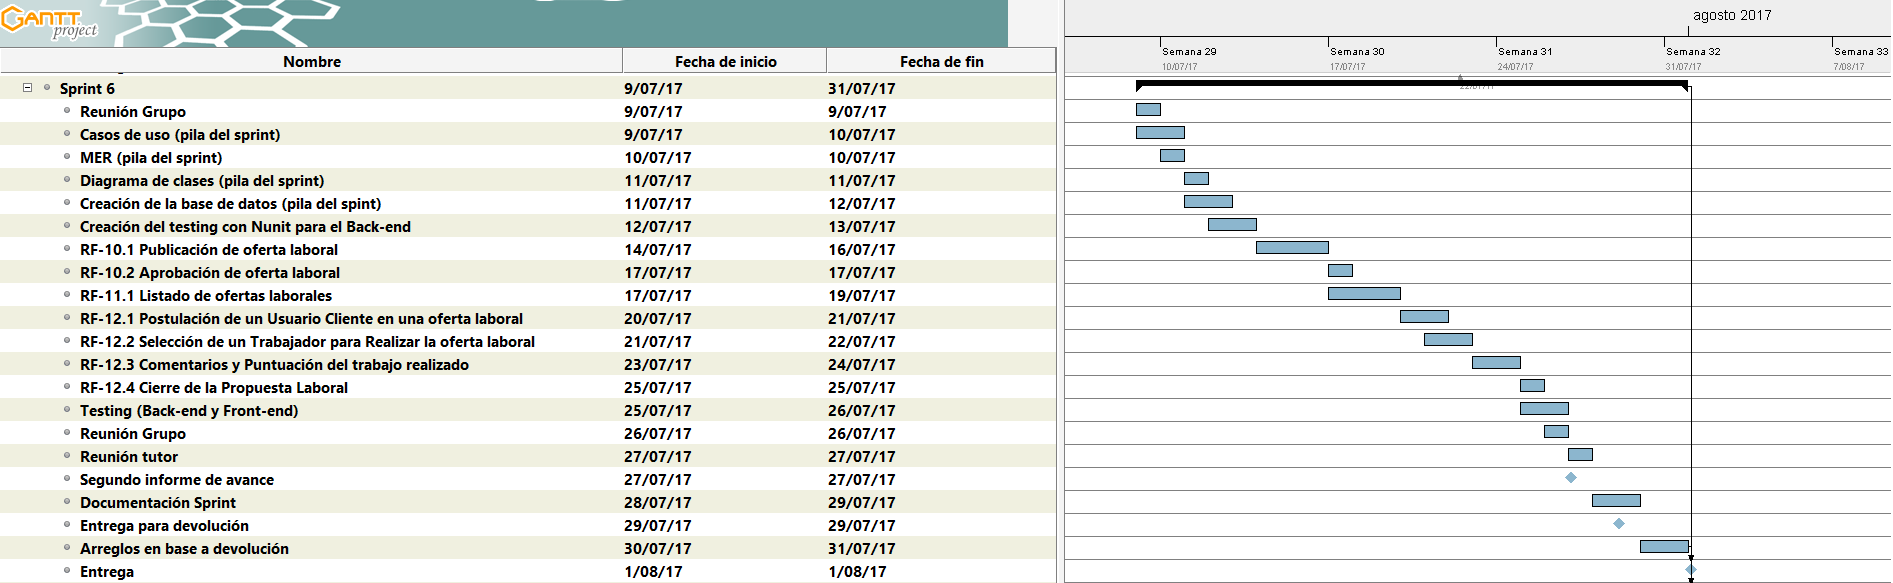 GANTT
project
agosto 2017
Semana 29
Semana 30
Semana 31
Semana 32
Semana 33
10/07/17
17/07/17
24/07/17
31/07/17
7/08/17
22/07/17
Nombre Fecha de inicio Fecha de fin
Sprint 6 9/07/17 31/07/17
Reunión Grupo 9/07/17 9/07/17
Casos de uso (pila del sprint) 9/07/17 10/07/17
MER (pila del sprint) 10/07/17 10/07/17
Diagrama de clases (pila del sprint) 11/07/17 11/07/17
Creación de la base de datos (pila del spint) 11/07/17 12/07/17
Creación del testing con Nunit para el Back-end 12/07/17 13/07/17
RF-10.1 Publicación de oferta laboral 14/07/17 16/07/17
RF-10.2 Aprobación de oferta laboral 17/07/17 17/07/17
RF-11.1 Listado de ofertas laborales 17/07/17 19/07/17
RF-12.1 Postulación de un Usuario Cliente en una oferta laboral 20/07/17 21/07/17
RF-12.2 Selección de un Trabajador para Realizar la oferta laboral 21/07/17 22/07/17
RF-12.3 Comentarios y Puntuación del trabajo realizado 23/07/17 24/07/17
RF-12.4 Cierre de la Propuesta Laboral 25/07/17 25/07/17
Testing (Back-end y Front-end) 25/07/17 26/07/17
Reunión Grupo 26/07/17 26/07/17
Reunión tutor 27/07/17 27/07/17
Segundo informe de avance 27/07/17 27/07/17
Documentación Sprint 28/07/17 29/07/17
Entrega para devolución 29/07/17 29/07/17
Arreglos en base a devolución 30/07/17 31/07/17
Entrega 1/08/17 1/08/17